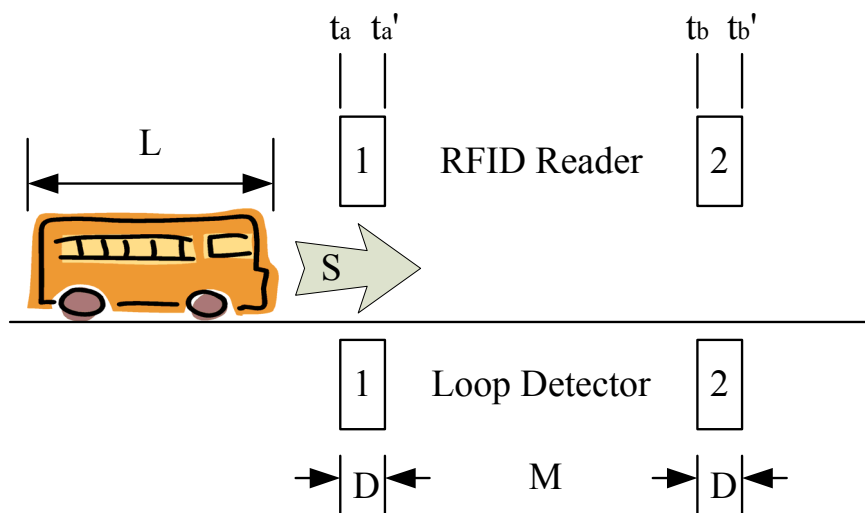 ta ta' tb tb'
L
1 RFID Reader 2
S
1 Loop Detector 2
D M D